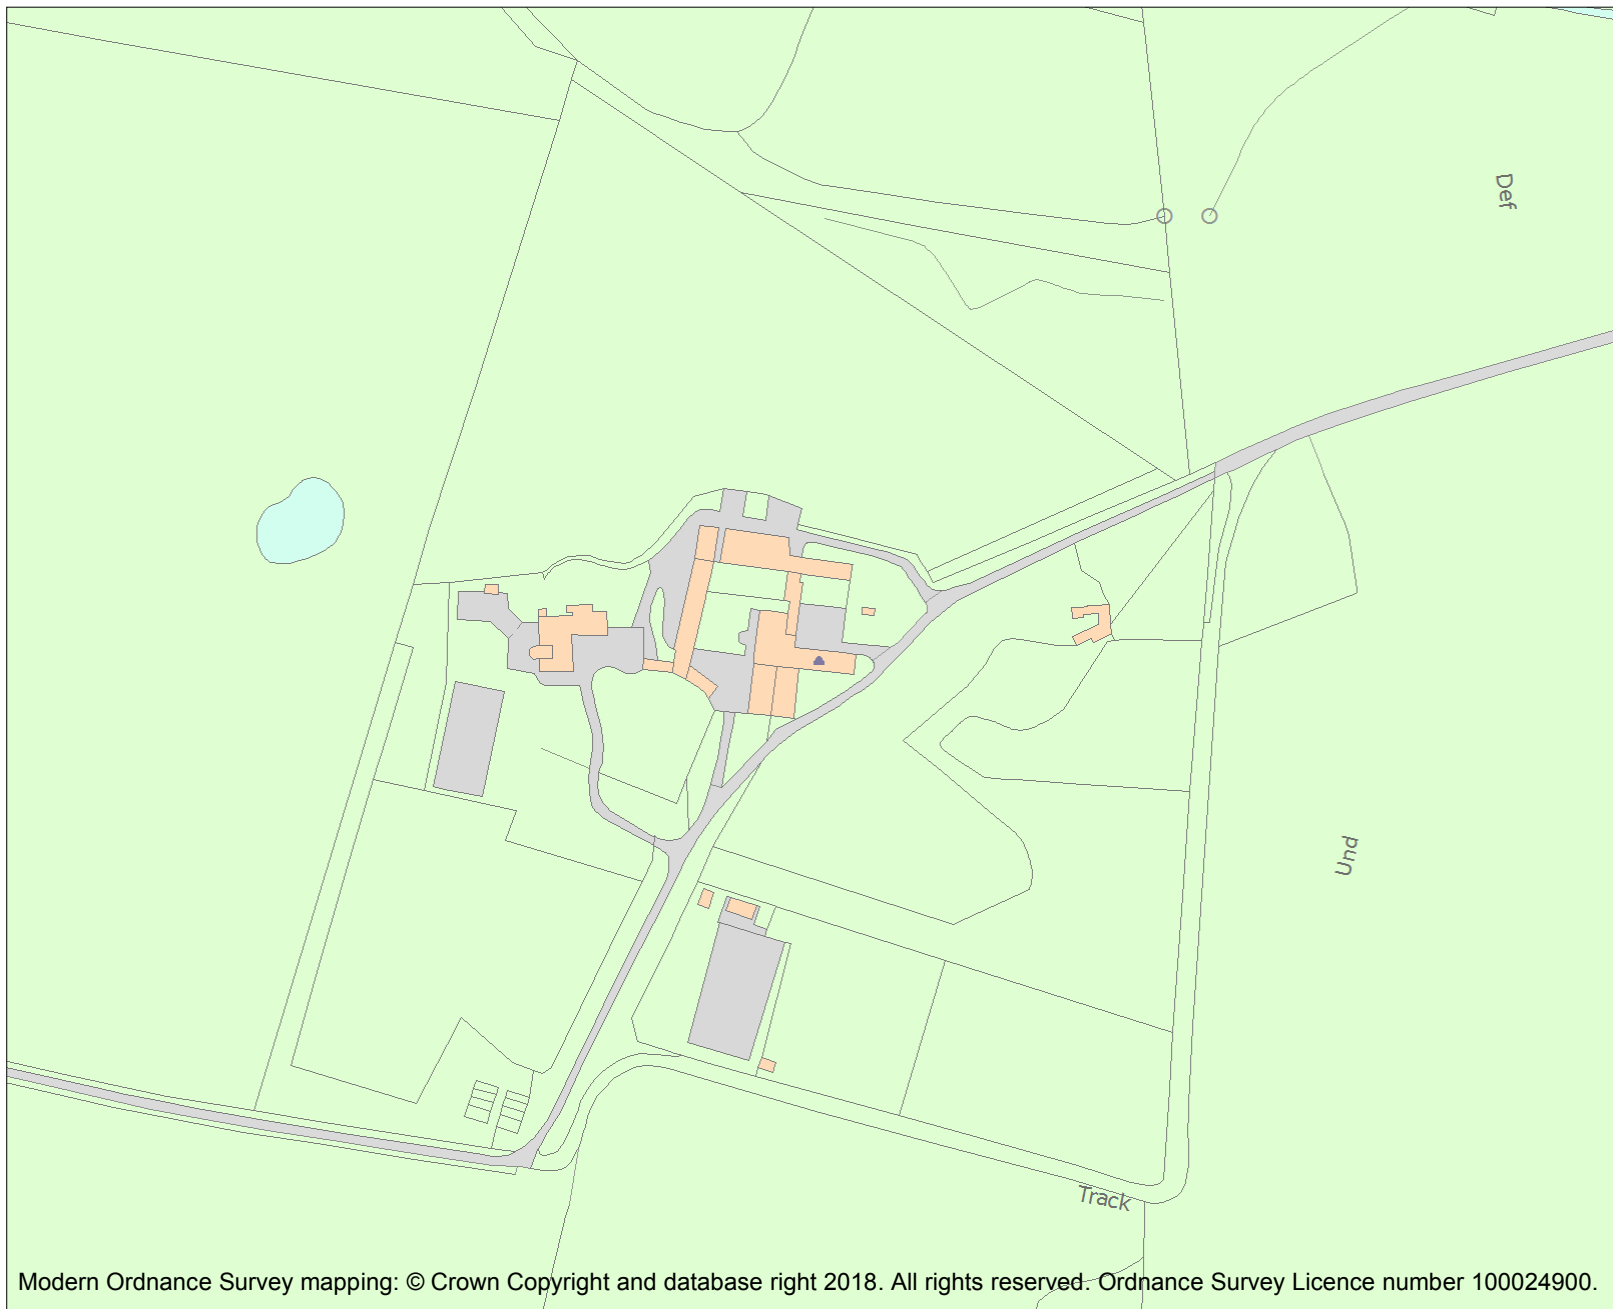 Def
Und
Track
Modern Ordnance Survey mapping: © Crown Copyright and database right 2018. All rights reserved. Ordnance Survey Licence number 100024900.